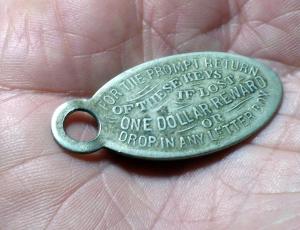 FOR THE PROMPT RETURN
OF THESE KEYS
IF LOST
ONE DOLLAR REWARD
OR
DROP IN ANY LETTER BOX